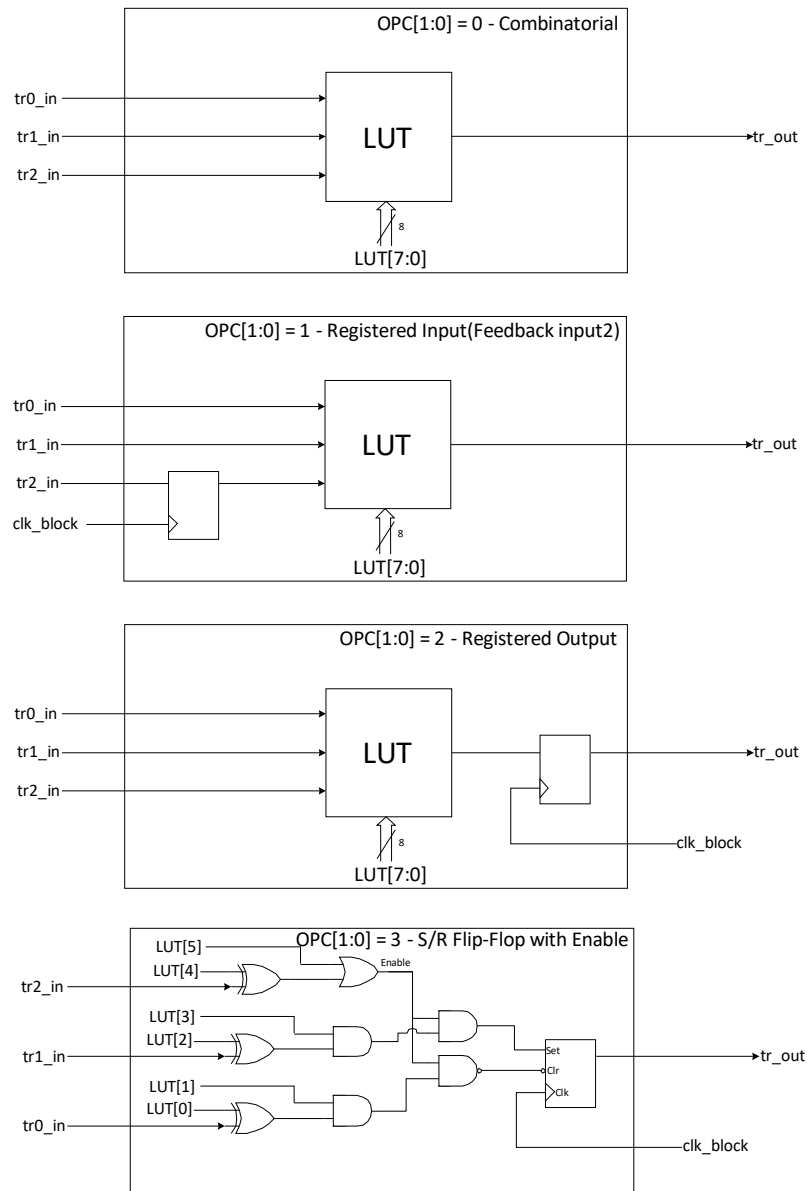 OPC[1:0] = 0 - Combinatorial
tr0_in
tr1_in
tr2_in
LUT
tr_out
8
LUT[7:0]
OPC[1:0] = 1 - Registered Input(Feedback input2)
tr0_in
tr1_in
tr2_in
clk_block
LUT
tr_out
8
LUT[7:0]
OPC[1:0] = 2 - Registered Output
tr0_in
tr1_in
tr2_in
LUT
tr_out
clk_block
8
LUT[7:0]
OPC[1:0] = 3 - S/R Flip-Flop with Enable
LUT[5]
LUT[4]
tr2_in
Enable
LUT[3]
LUT[2]
tr1_in
LUT[1]
LUT[0]
tr0_in
Set
Clr
Clk
tr_out
clk_block